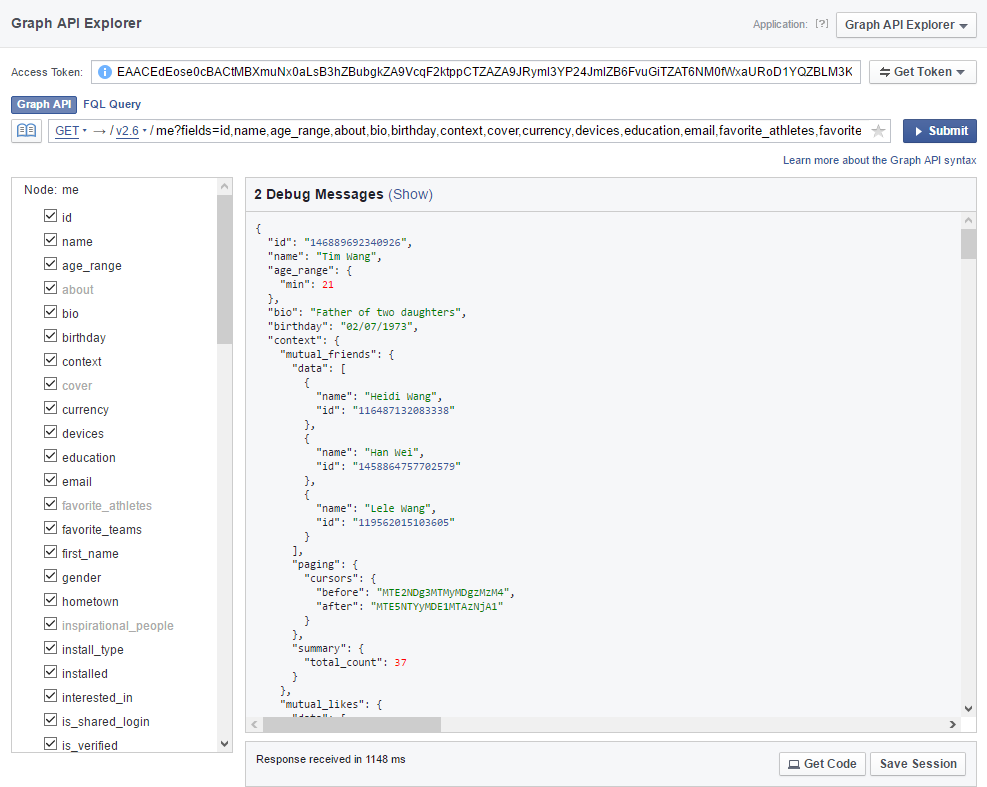 Graph API Explorer
Application: [?] Graph API Explorer
Access Token: EAACEdEose0cBACtMBXmuNx0aLsB3hZBubgkZA9VcqF2ktppCTZAZA9JRymI3YP24JmlZB6FvuGiTZAT6NM0fWxaURoD1YQZBLM3K
Get Token
Graph API FQL Query
GET → / v2.6 / me?fields=id,name,age_range,about,bio,birthday,context,cover,currency,devices,education,email,favorite_athletes,favorite
Submit
Learn more about the Graph API syntax
Node: me
id
name
age_range
about
bio
birthday
context
cover
currency
devices
education
email
favorite_athletes
favorite_teams
first_name
gender
hometown
inspirational_people
install_type
installed
interested_in
is_shared_login
is_verified
2 Debug Messages (Show)
{
"id": "146889692340926",
"name": "Tim Wang",
"age_range": {
"min": 21
},
"bio": "Father of two daughters",
"birthday": "02/07/1973",
"context": {
"mutual_friends": {
"data": [
{
"name": "Heidi Wang",
"id": "116487132083338"
},
{
"name": "Han Wei",
"id": "1458864757702579"
},
{
"name": "Lele Wang",
"id": "119562015103605"
}
],
"paging": {
"cursors": {
"before": "MTE2NDg3MTMyMDgzMzM4",
"after": "MTE5NTYyMDE1MTAzNjA1"
}
},
"summary": {
"total_count": 37
}
},
"mutual_likes": {
"data": [
Response received in 1148 ms
Get Code
Save Session